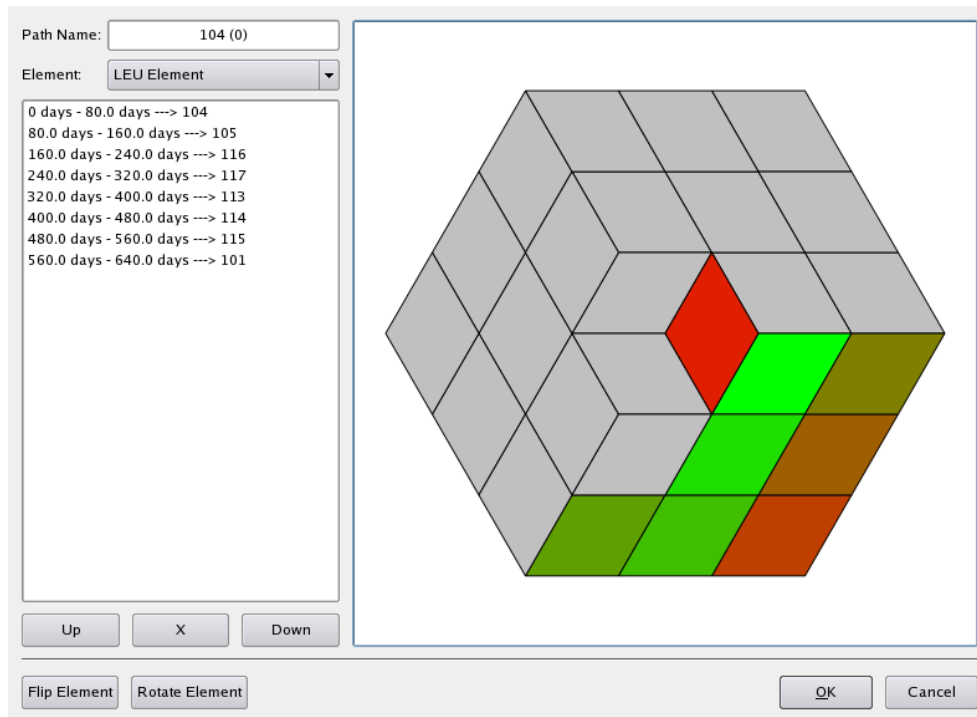 Path Name: 104 (0)
Element: LEU Element
0 days - 80.0 days ---> 104
80.0 days - 160.0 days ---> 105
160.0 days - 240.0 days ---> 116
240.0 days - 320.0 days ---> 117
320.0 days - 400.0 days ---> 113
400.0 days - 480.0 days ---> 114
480.0 days - 560.0 days ---> 115
560.0 days - 640.0 days ---> 101
Up X Down
Flip Element Rotate Element OK Cancel